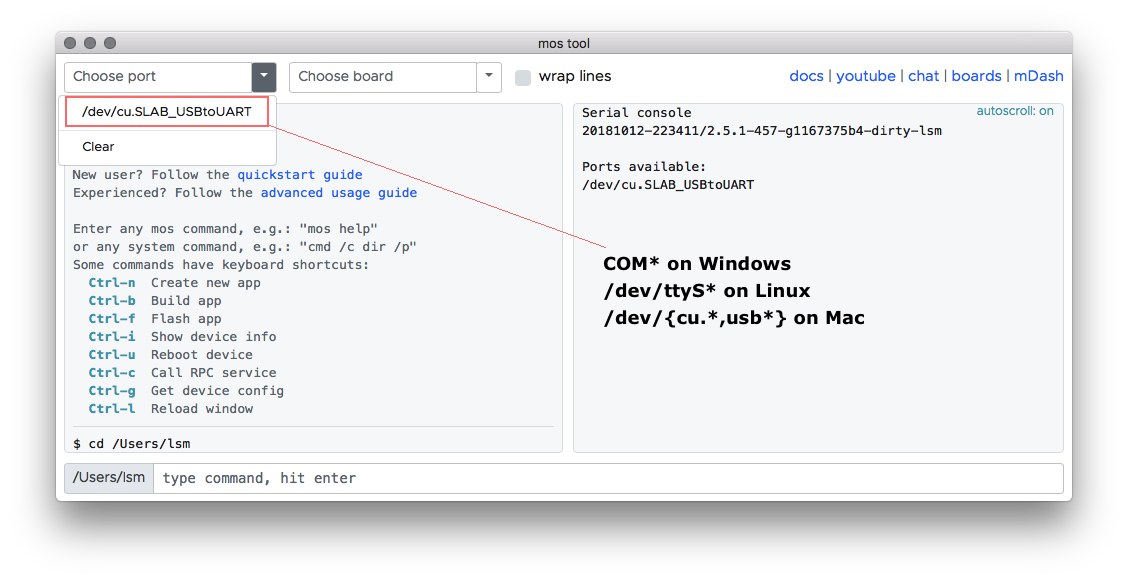 mos tool
Choose port
Choose board
wrap lines
docs | youtube | chat | boards | mDash
/dev/cu.SLAB_USBtoUART
Clear
New user? Follow the quickstart guide
Experienced? Follow the advanced usage guide
Enter any mos command, e.g.: "mos help"
or any system command, e.g.: "cmd /c dir /p"
Some commands have keyboard shortcuts:
Ctrl-n Create new app
Ctrl-b Build app
Ctrl-f Flash app
Ctrl-i Show device info
Ctrl-u Reboot device
Ctrl-c Call RPC service
Ctrl-g Get device config
Ctrl-l Reload window
$ cd /Users/lsm
Serial console
autoscroll: on
20181012-223411/2.5.1-457-g1167375b4-dirty-lsm
Ports available:
/dev/cu.SLAB_USBtoUART
COM* on Windows
/dev/ttyS* on Linux
/dev/{cu.*,usb*} on Mac
/Users/lsm
type command, hit enter